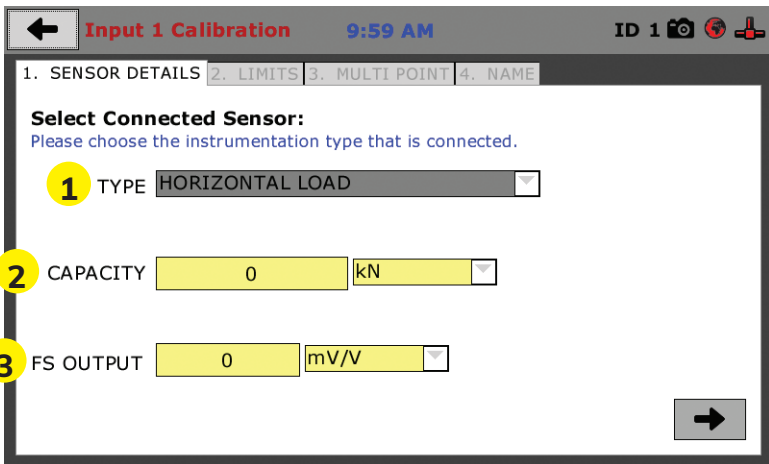 Input 1 Calibration 9:59 AM ID 1
1. SENSOR DETAILS 2. LIMITS 3. MULTI POINT 4. NAME
Select Connected Sensor:
Please choose the instrumentation type that is connected.
1 TYPE HORIZONTAL LOAD
2 CAPACITY 0 kN
3 FS OUTPUT 0 mV/V